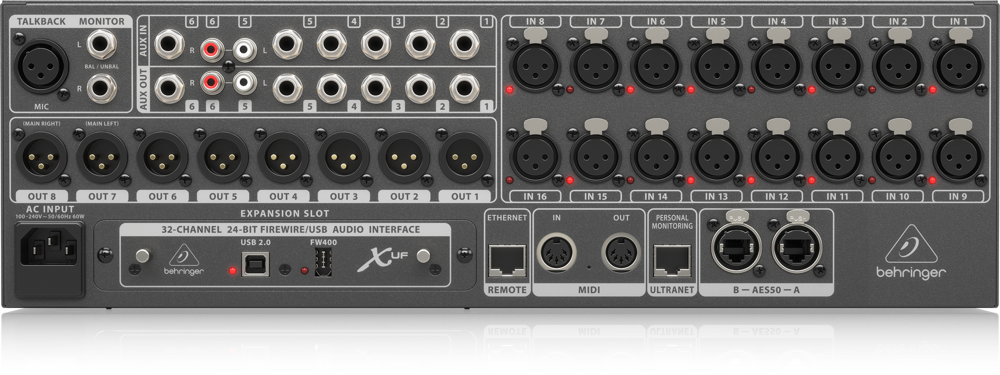 TALKBACK MONITOR
L
BAL / UNBAL
R
MIC
AUX IN
6 6 5 5 4 3 2 1
R L
AUX OUT
R L
6 6 5 5 4 3 2 1
IN 8 IN 7 IN 6 IN 5 IN 4 IN 3 IN 2 IN 1
(MAIN RIGHT) (MAIN LEFT)
OUT 8 OUT 7 OUT 6 OUT 5 OUT 4 OUT 3 OUT 2 OUT 1
IN 16 IN 15 IN 14 IN 13 IN 12 IN 11 IN 10 IN 9
AC INPUT
100-240V~50/60Hz 60W
EXPANSION SLOT
32-CHANNEL 24-BIT FIREWIRE/USB AUDIO INTERFACE
USB 2.0 FW400
behringer
X UF
ETHERNET
REMOTE
IN OUT
MIDI
PERSONAL
MONITORING
ULTRANET
PUSH PUSH
B — AES50 — A
behringer